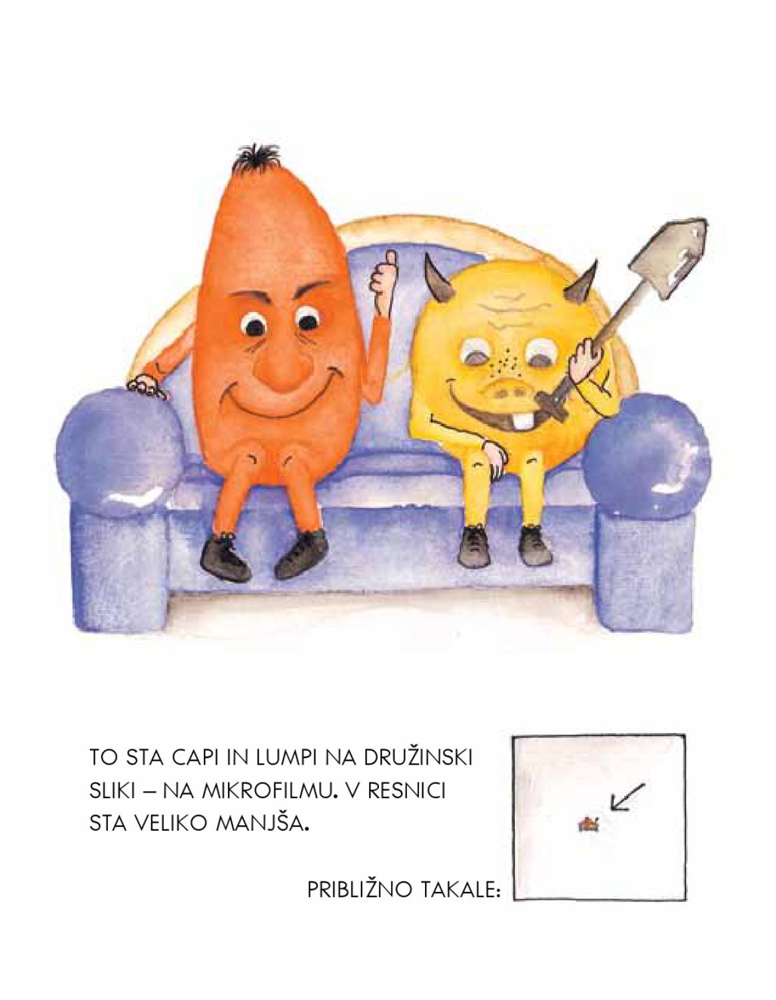 TO STA CAPI IN LUMPI NA DRUŽINSKI
SLIKI – NA MIKROFILMU. V RESNICI
STA VELIKO MANJŠA.
PRIBLIŽNO TAKALE: